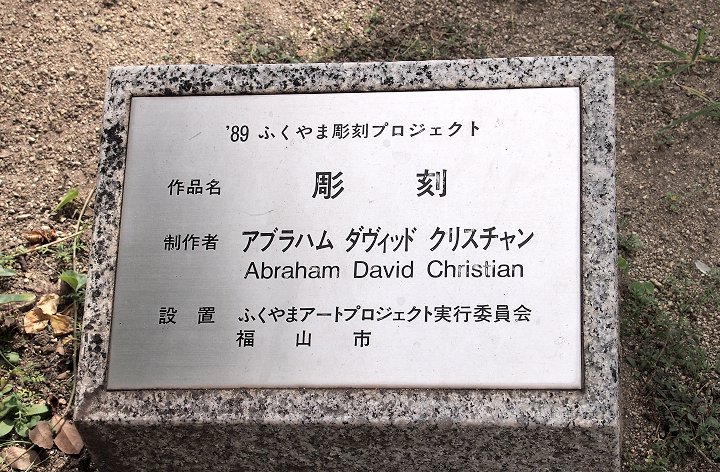 '89 ふくやま彫刻プロジェクト
作品名 彫 刻
制作者 アブラハム ダヴィッド クリスチャン
Abraham David Christian
設 置 ふくやまアートプロジェクト実行委員会
福 山 市